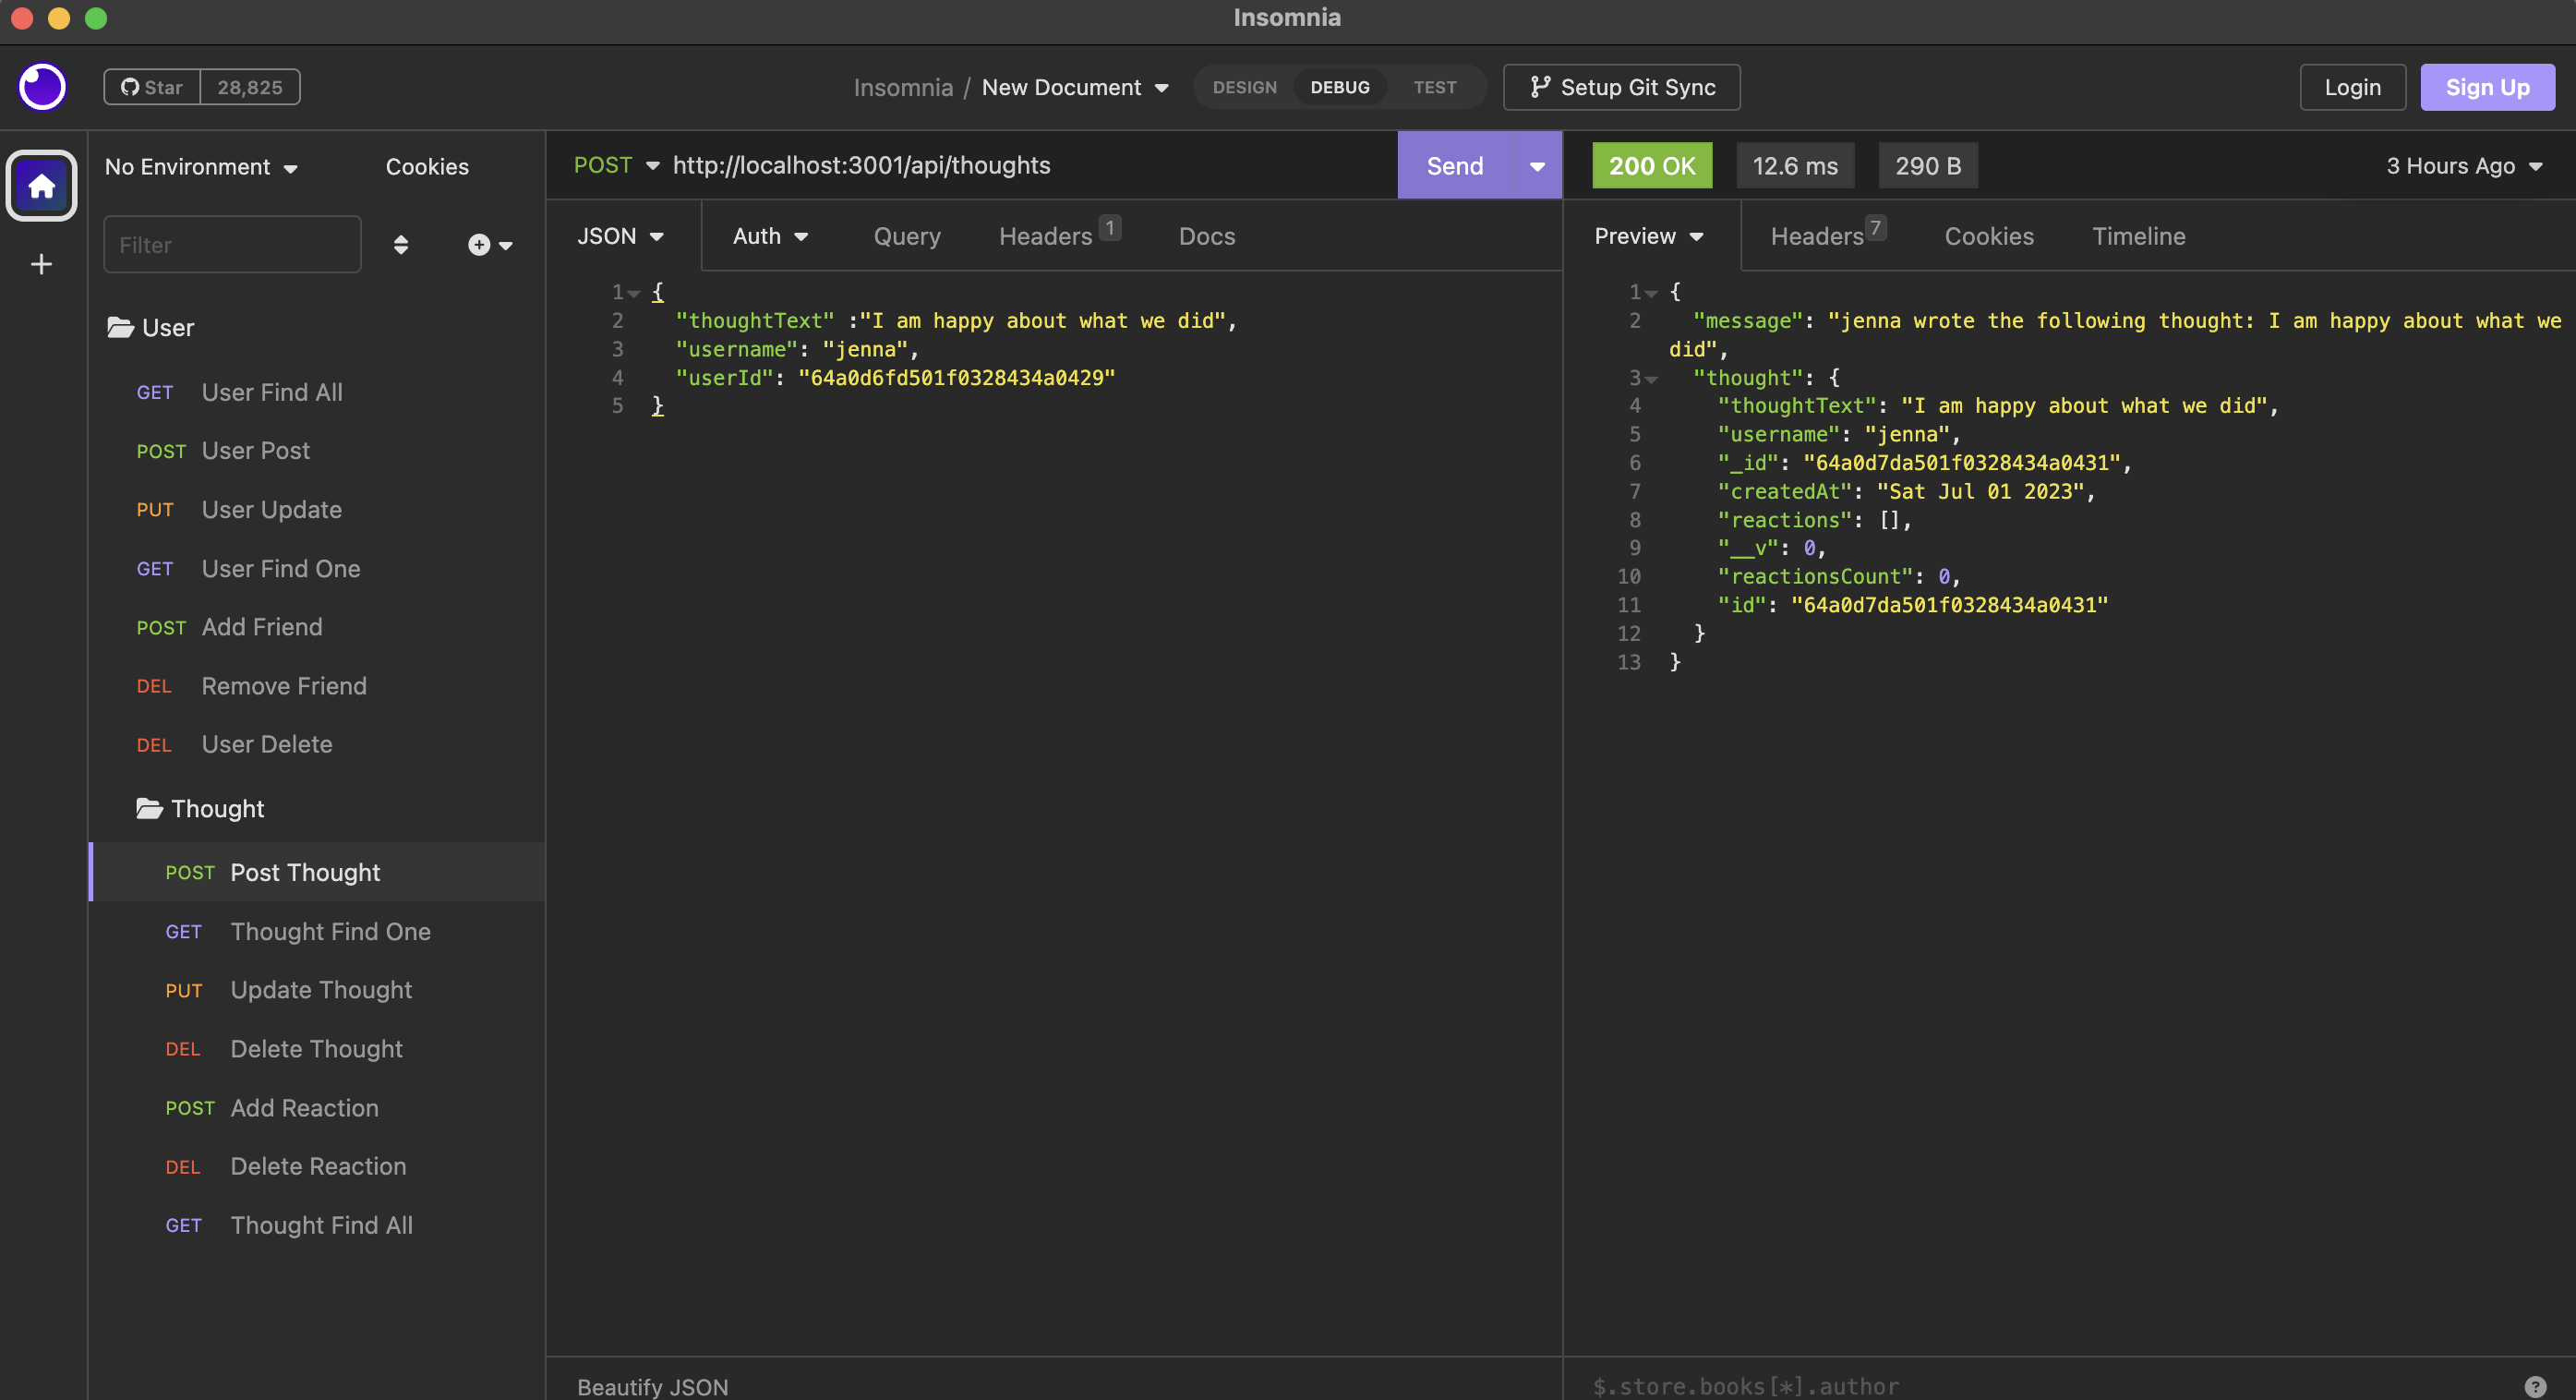 Insomnia
Star 28,825
Insomnia / New Document
DESIGN DEBUG TEST
Setup Git Sync
Login
Sign Up
No Environment
Cookies
Filter
User
GET User Find All
POST User Post
PUT User Update
GET User Find One
POST Add Friend
DEL Remove Friend
DEL User Delete
Thought
POST Post Thought
GET Thought Find One
PUT Update Thought
DEL Delete Thought
POST Add Reaction
DEL Delete Reaction
GET Thought Find All
POST http://localhost:3001/api/thoughts
Send
JSON Auth Query Headers 1 Docs
1 {
2 "thoughtText" :"I am happy about what we did",
3 "username": "jenna",
4 "userId": "64a0d6fd501f0328434a0429"
5 }
Beautify JSON
200 OK 12.6 ms 290 B 3 Hours Ago
Preview Headers 7 Cookies Timeline
1 {
2 "message": "jenna wrote the following thought: I am happy about what we
did",
3 "thought": {
4 "thoughtText": "I am happy about what we did",
5 "username": "jenna",
6 "_id": "64a0d7da501f0328434a0431",
7 "createdAt": "Sat Jul 01 2023",
8 "reactions": [],
9 "__v": 0,
10 "reactionsCount": 0,
11 "id": "64a0d7da501f0328434a0431"
12 }
13 }
$.store.books[*].author
?